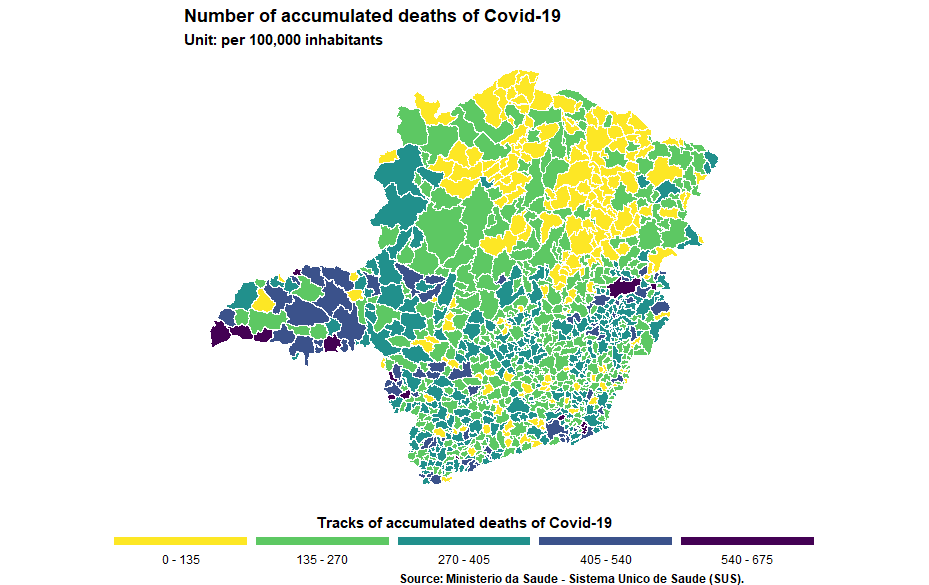 Number of accumulated deaths of Covid-19
Unit: per 100,000 inhabitants
Tracks of accumulated deaths of Covid-19
0 - 135
135 - 270
270 - 405
405 - 540
540 - 675
Source: Ministerio da Saude - Sistema Unico de Saude (SUS).